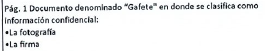 Pág. 1 Documento denominado "Gafete" en donde se clasifica como
información confidencial:
•La fotografía
•La firma